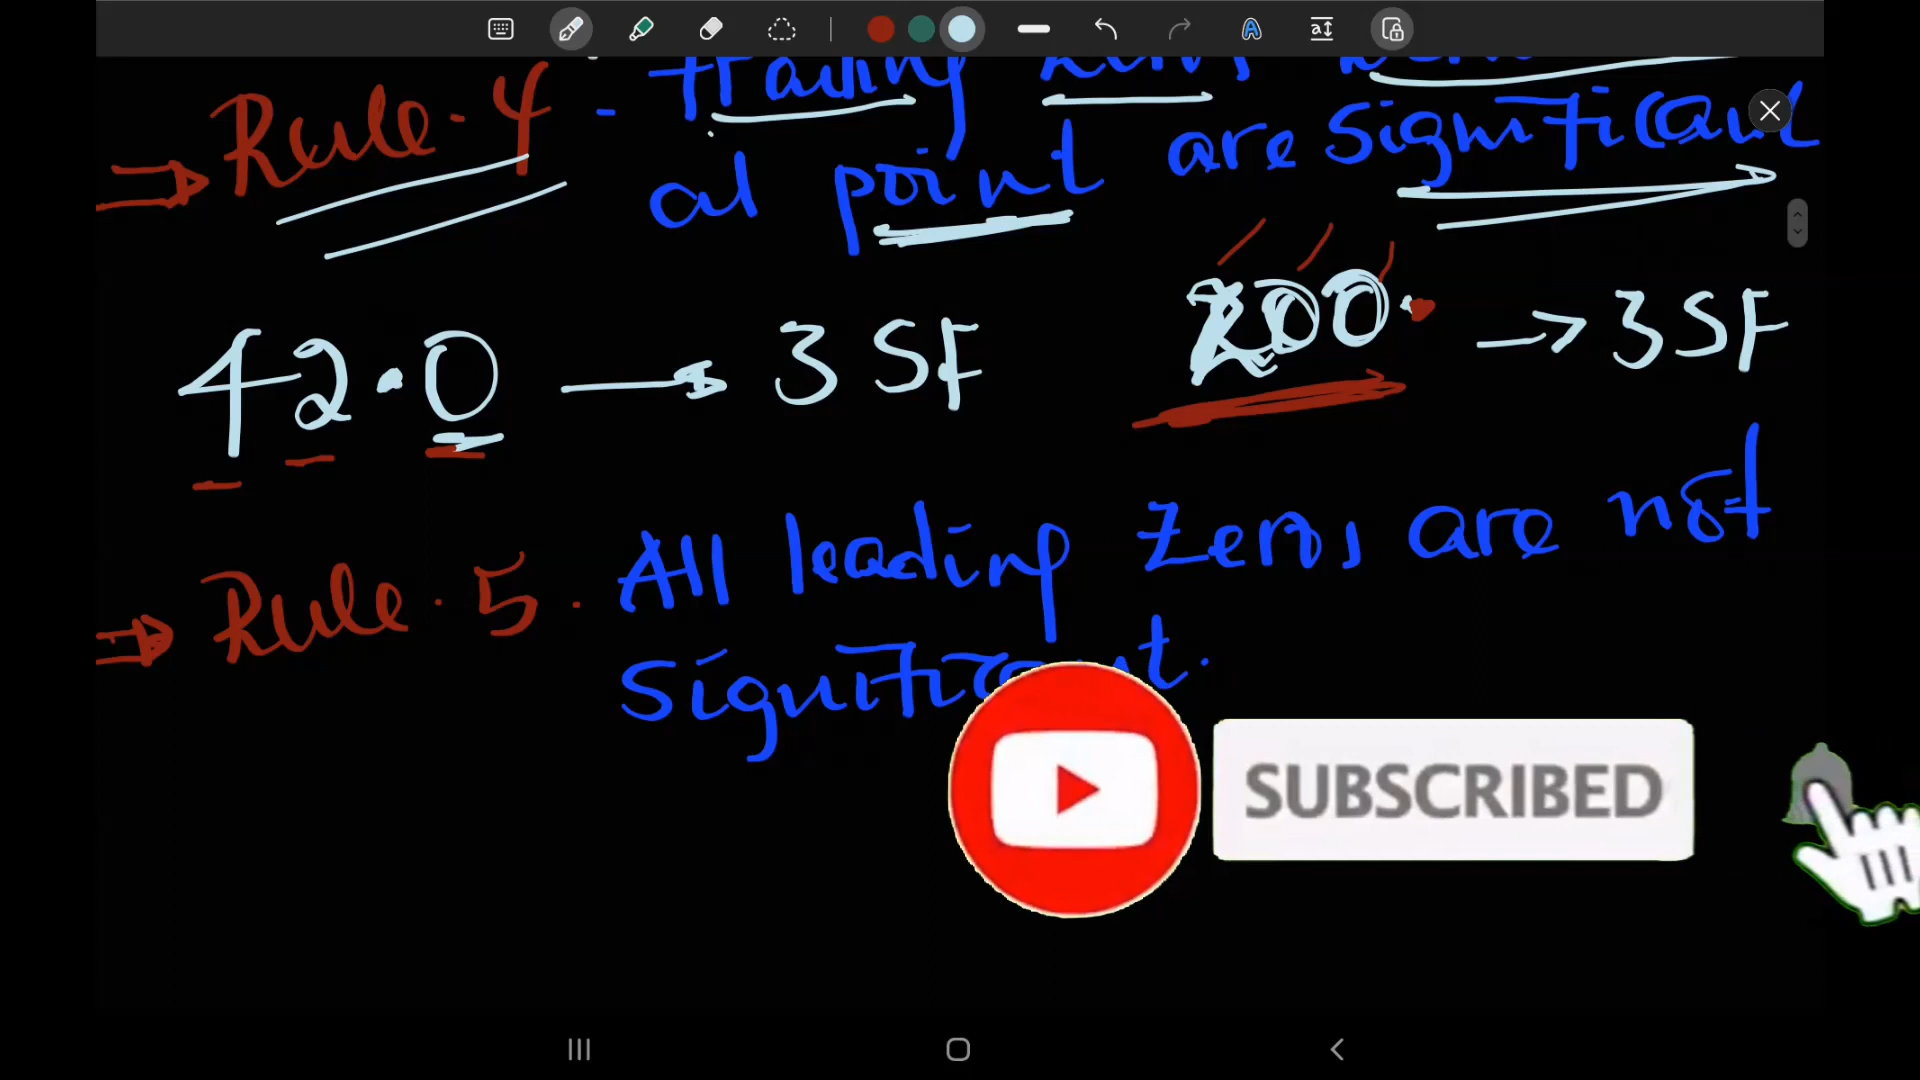 Rule.4 - trailing zeros
al point are significant
42.0 → 3 SF
200. → 3 SF
⇒ Rule.5. All leading Zeros are not
Significant.
SUBSCRIBED